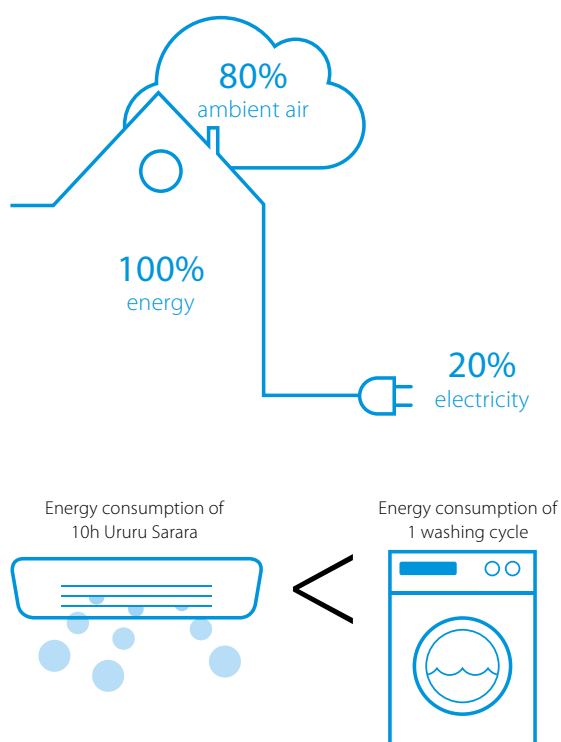 80%
ambient air
100%
energy
20%
electricity
Energy consumption of
10h Ururu Sarara
Energy consumption of
1 washing cycle